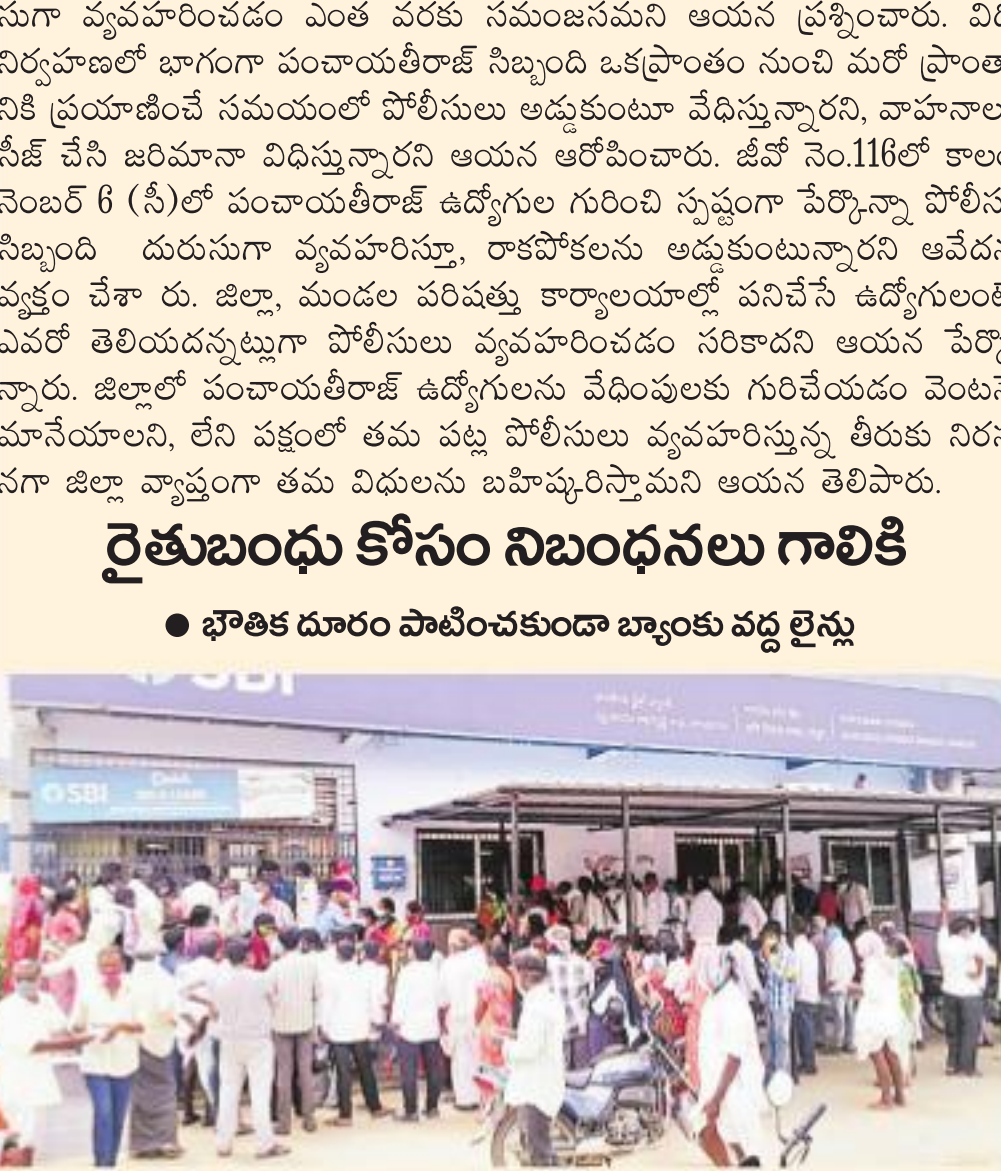 సుగా వ్యవహరించడం ఎంత వరకు సమంజసమని ఆయన ప్రశ్నించారు. విధ
నిర్వహణలో భాగంగా పంచాయతీరాజ్ సిబ్బంది ఒకప్రాంతం నుంచి మరో ప్రాంతా
నికి ప్రయాణించే సమయంలో పోలీసులు అడ్డుకుంటూ వేధిస్తున్నారని, వాహనాల
సీజ్ చేసి జరిమానా విధిస్తున్నారని ఆయన ఆరోపించారు. జీవో నెం.116లో కాలం
నెంబర్ 6 (సీ)లో పంచాయతీరాజ్ ఉద్యోగుల గురించి స్పష్టంగా పేర్కొన్నా పోలీసు
సిబ్బంది దురుసుగా వ్యవహరిస్తూ, రాకపోకలను అడ్డుకుంటున్నారని ఆవేదన
వ్యక్తం చేశా రు. జిల్లా, మండల పరిషత్తు కార్యాలయాల్లో పనిచేసే ఉద్యోగులంటే
ఎవరో తెలియదన్నట్లుగా పోలీసులు వ్యవహరించడం సరికాదని ఆయన పేర్కొ
న్నారు. జిల్లాలో పంచాయతీరాజ్ ఉద్యోగులను వేధింపులకు గురిచేయడం వెంటనే
మానేయాలని, లేని పక్షంలో తమ పట్ల పోలీసులు వ్యవహరిస్తున్న తీరుకు నిరస
నగా జిల్లా వ్యాప్తంగా తమ విధులను బహిష్కరిస్తామని ఆయన తెలిపారు.
రైతుబంధు కోసం నిబంధనలు గాలికి
● భౌతిక దూరం పాటించకుండా బ్యాంకు వద్ద లైన్లు
SBI
SBI